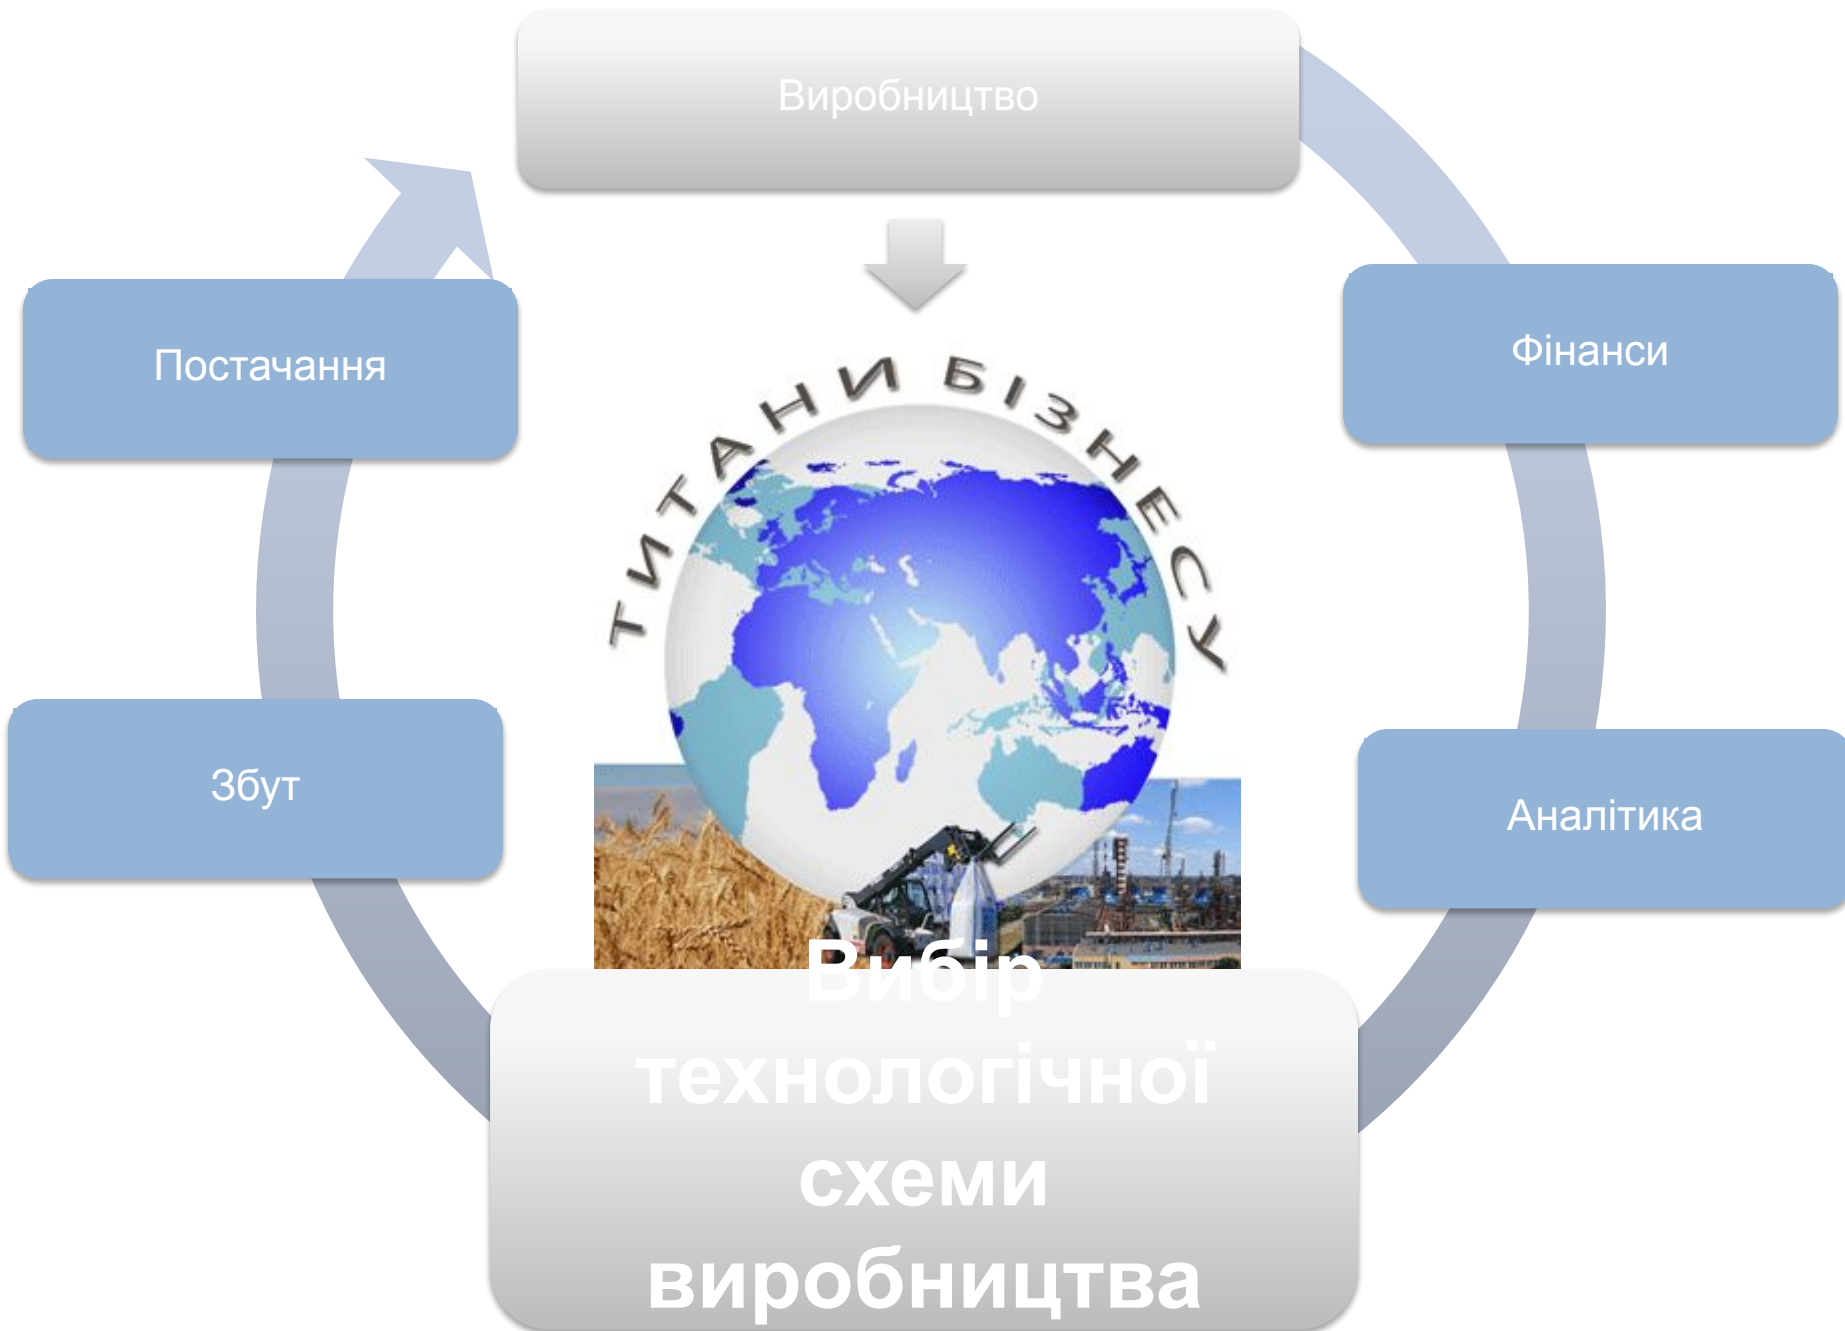 Виробництво
Постачання
Фінанси
ТИТАНИ БІЗНЕСУ
Збут
Аналітика
Вибір
технологічної
схеми
виробництва